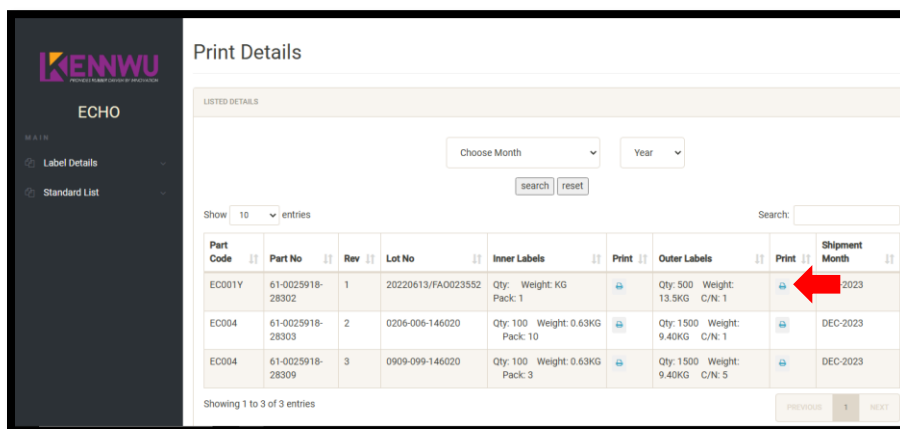 Print Details
KENNWU
ECHO
LISTED DETAILS
MAIN
Label Details
Standard List
Choose Month
Year
search reset
Show 10 entries
Search:
Part Code Part No Rev Lot No Inner Labels Print Outer Labels Print Shipment Month
EC001Y 61-0025918-28302 1 20220613/FAO0023552 Qty: Weight: KG Pack: 1 Qty: 500 Weight: 13.5KG C/N: 1 -2023
EC004 61-0025918-28303 2 0206-006-146020 Qty: 100 Weight: 0.63KG Pack: 10 Qty: 1500 Weight: 9.40KG C/N: 1 DEC-2023
EC004 61-0025918-28309 3 0909-099-146020 Qty: 100 Weight: 0.63KG Pack: 3 Qty: 1500 Weight: 9.40KG C/N: 5 DEC-2023
Showing 1 to 3 of 3 entries
PREVIOUS 1 NEXT